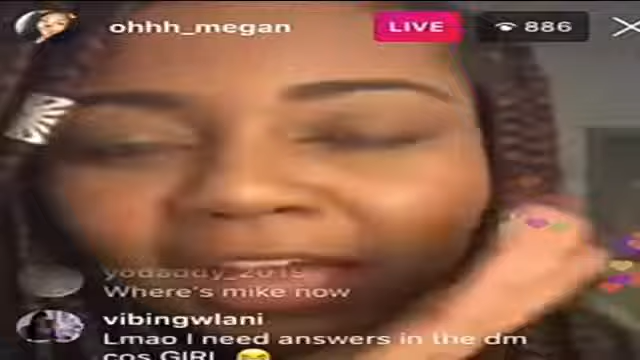 ohhh_megan LIVE 886
yodaddy_2019
Where's mike now
vibingwlani
Lmao I need answers in the dm
cos GIRL